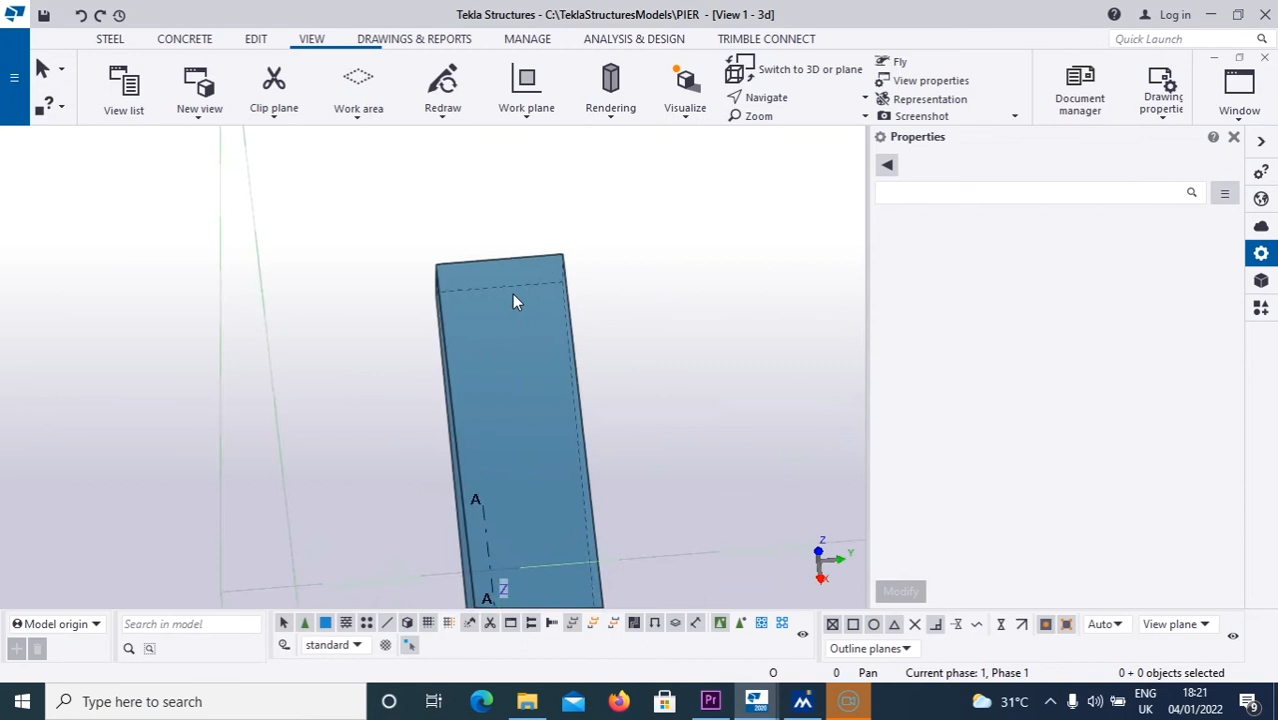 Tekla Structures - C:\TeklaStructuresModels\PIER - [View 1 - 3d]
Log in
STEEL CONCRETE EDIT VIEW DRAWINGS & REPORTS MANAGE ANALYSIS & DESIGN TRIMBLE CONNECT
Quick Launch
View list
New view
Clip plane
Work area
Redraw
Work plane
Rendering
Visualize
Switch to 3D or plane
Navigate
Zoom
Fly
View properties
Representation
Screenshot
Document manager
Drawing properties
Window
Properties
A
A
Z
Z
Y
X
Modify
Model origin
Search in model
standard
Auto
View plane
Outline planes
O 0 Pan Current phase: 1, Phase 1 0 + 0 objects selected
Type here to search
Pr
2020
31°C
ENG
UK
18:21
04/01/2022
9